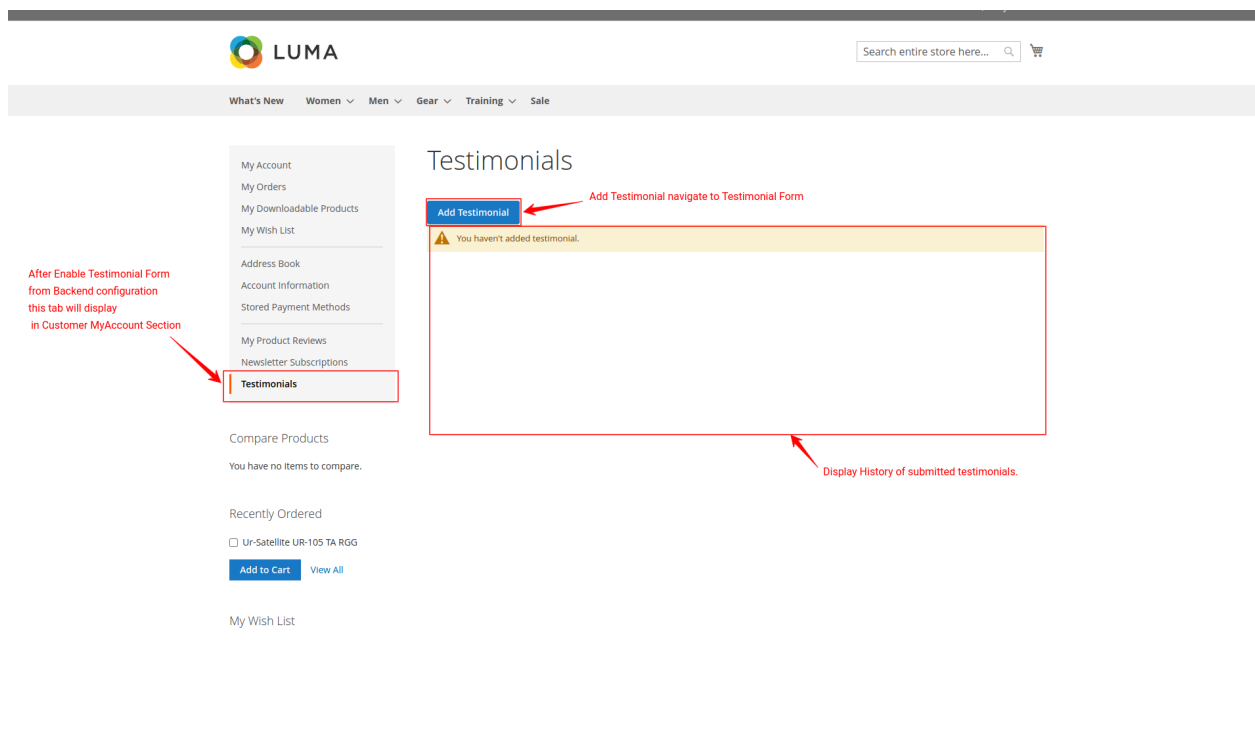 LUMA
Search entire store here...
What's New Women Men Gear Training Sale
My Account
My Orders
My Downloadable Products
My Wish List
Address Book
Account Information
Stored Payment Methods
My Product Reviews
Newsletter Subscriptions
Testimonials
Compare Products
You have no items to compare.
Recently Ordered
Ur-Satellite UR-105 TA RGG
Add to Cart View All
My Wish List
Testimonials
Add Testimonial
You haven't added testimonial.
Add Testimonial navigate to Testimonial Form
After Enable Testimonial Form
from Backend configuration
this tab will display
in Customer MyAccount Section
Display History of submitted testimonials.